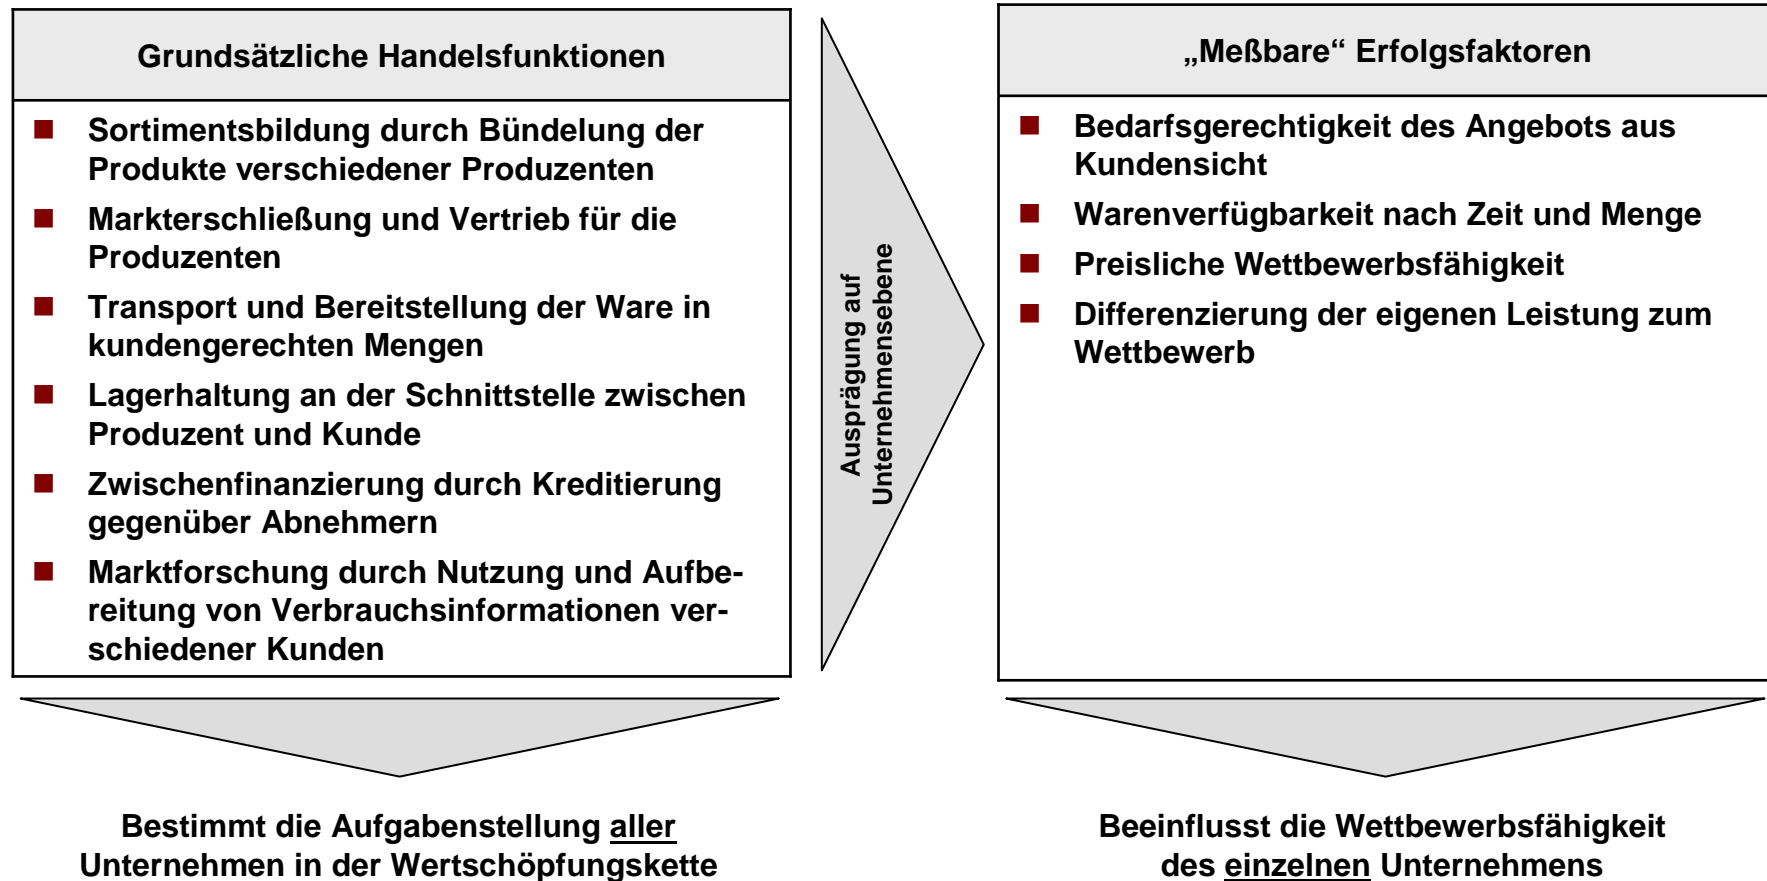 Grundsätzliche Handelsfunktionen
Sortimentsbildung durch Bündelung der
Produkte verschiedener Produzenten
Markterschließung und Vertrieb für die
Produzenten
Transport und Bereitstellung der Ware in
kundengerechten Mengen
Lagerhaltung an der Schnittstelle zwischen
Produzent und Kunde
Zwischenfinanzierung durch Kreditierung
gegenüber Abnehmern
Marktforschung durch Nutzung und Aufbe-
reitung von Verbrauchsinformationen ver-
schiedener Kunden
Bestimmt die Aufgabenstellung aller
Unternehmen in der Wertschöpfungskette
Ausprägung auf
Unternehmensebene
„Meßbare“ Erfolgsfaktoren
Bedarfsgerechtigkeit des Angebots aus
Kundensicht
Warenverfügbarkeit nach Zeit und Menge
Preisliche Wettbewerbsfähigkeit
Differenzierung der eigenen Leistung zum
Wettbewerb
Beeinflusst die Wettbewerbsfähigkeit
des einzelnen Unternehmens